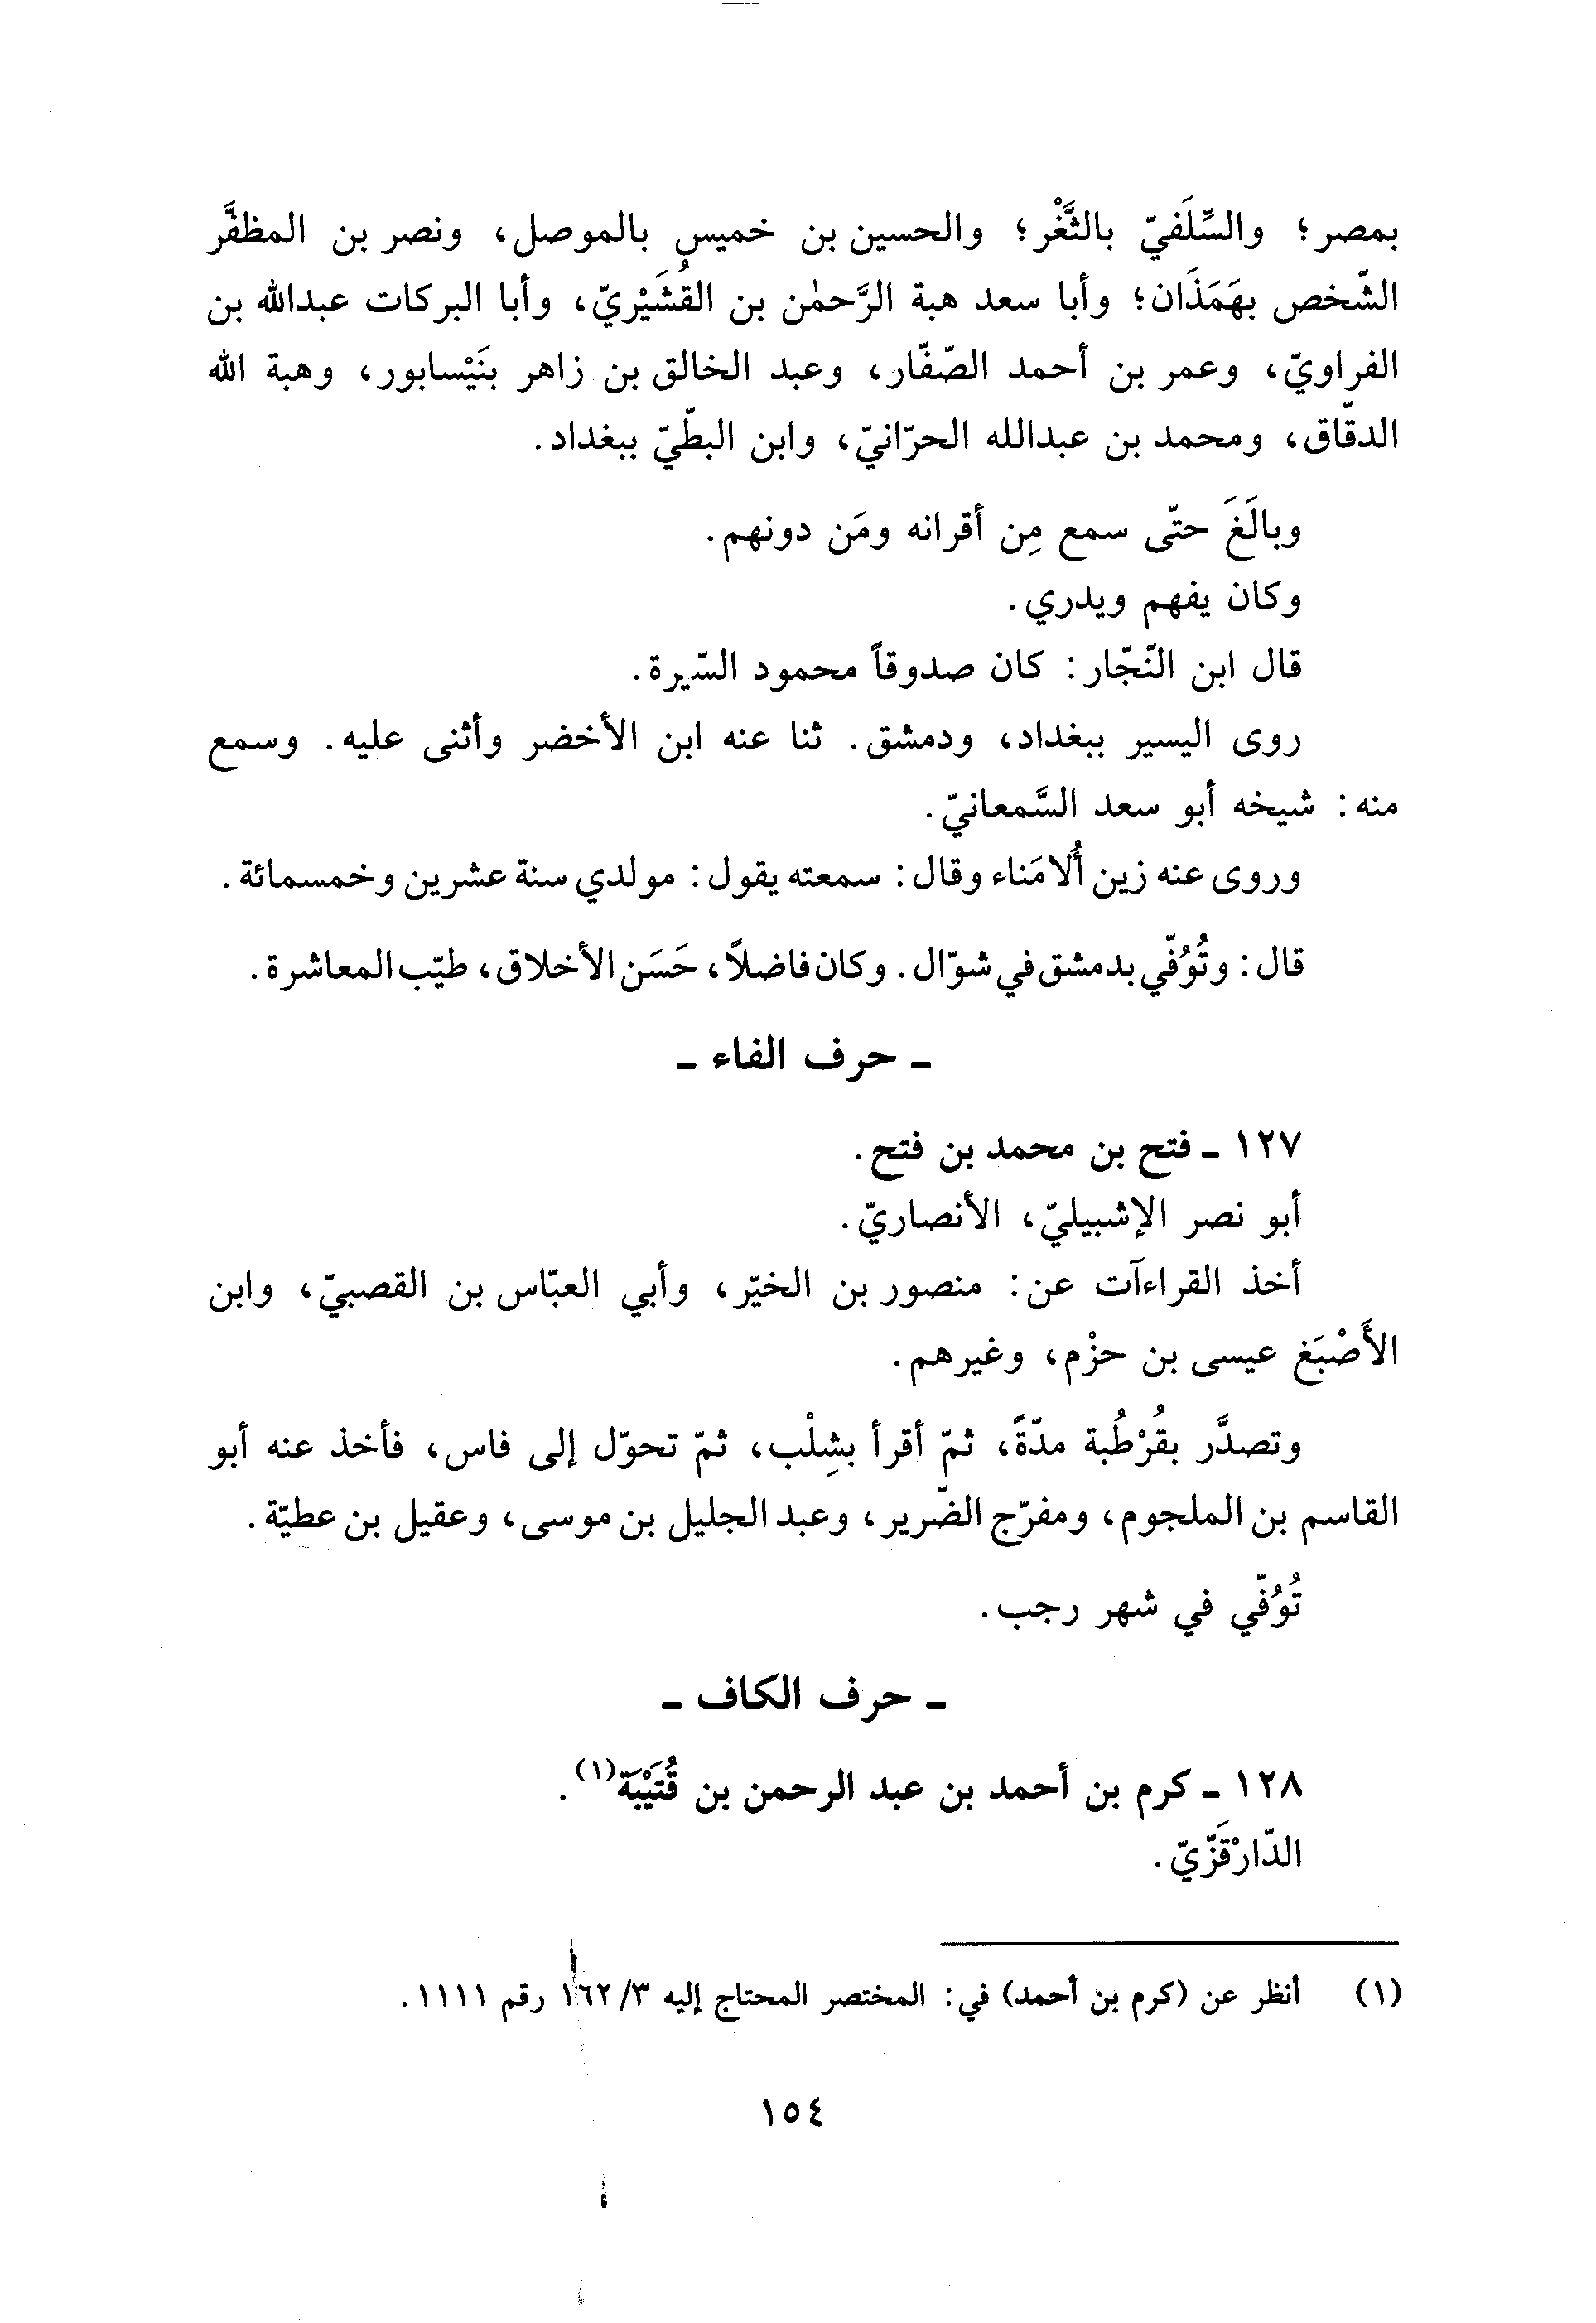 بمصر؛ والسِّلَفيّ بالثَّغْر؛ والحسين بن خميس بالموصل، ونصر بن المظفَّر
الشّخص بهَمَذَان؛ وأبا سعد هبة الرَّحمٰن بن القُشَيْريّ، وأبا البركات عبدالله بن
الفراويّ، وعمر بن أحمد الصّفّار، وعبد الخالق بن زاهر بنَيْسابور، وهبة الله
الدقّاق، ومحمد بن عبدالله الحرّانيّ، وابن البطّيّ ببغداد.
وبالَغَ حتّى سمع مِن أقرانه ومَن دونهم.
وكان يفهم ويدري.
قال ابن النّجّار: كان صدوقاً محمود السّيرة.
روى اليسير ببغداد، ودمشق. ثنا عنه ابن الأخضر وأثنى عليه. وسمع
منه: شيخه أبو سعد السَّمعانيّ.
وروى عنه زين ألُامَناء وقال: سمعته يقول: مولدي سنة عشرين وخمسمائة.
قال: وتُوُفّي بدمشق في شوّال. وكان فاضلاً، حَسَن الأخلاق، طيّب المعاشرة.
ـ حرف الفاء ـ
١٢٧ ـ فتح بن محمد بن فتح.
أبو نصر الإشبيليّ، الأنصاريّ.
أخذ القراءآت عن: منصور بن الخيّر، وأبي العبّاس بن القصبيّ، وابن
الأَصْبَغ عيسى بن حزْم، وغيرهم.
وتصدَّر بقُرْطُبة مدّةً، ثمّ أقرأ بشِلْب، ثمّ تحوّل إلى فاس، فأخذ عنه أبو
القاسم بن الملجوم، ومفرّج الضّرير، وعبد الجليل بن موسى، وعقيل بن عطيّة.
تُوُفّي في شهر رجب.
ـ حرف الكاف ـ
١٢٨ ـ كرم بن أحمد بن عبد الرحمن بن قُتَيْبَة(١).
الدّارْقَزّيّ.
(١) أنظر عن (كرم بن أحمد) في: المختصر المحتاج إليه ٣/ ١٦٢ رقم ١١١١.
١٥٤